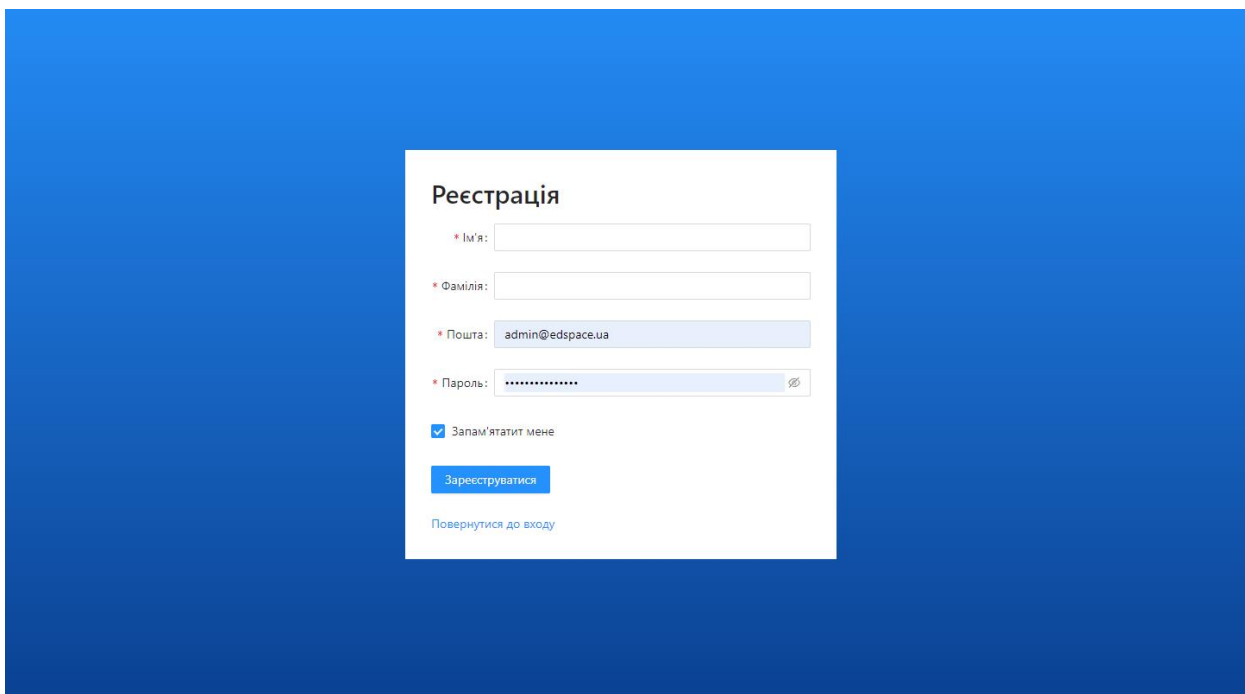 Реєстрація
* Ім'я:
* Фамілія:
* Пошта: admin@edspace.ua
* Пароль: •••••••••••••••
Запам'ятатит мене
Зареєструватися
Повернутися до входу